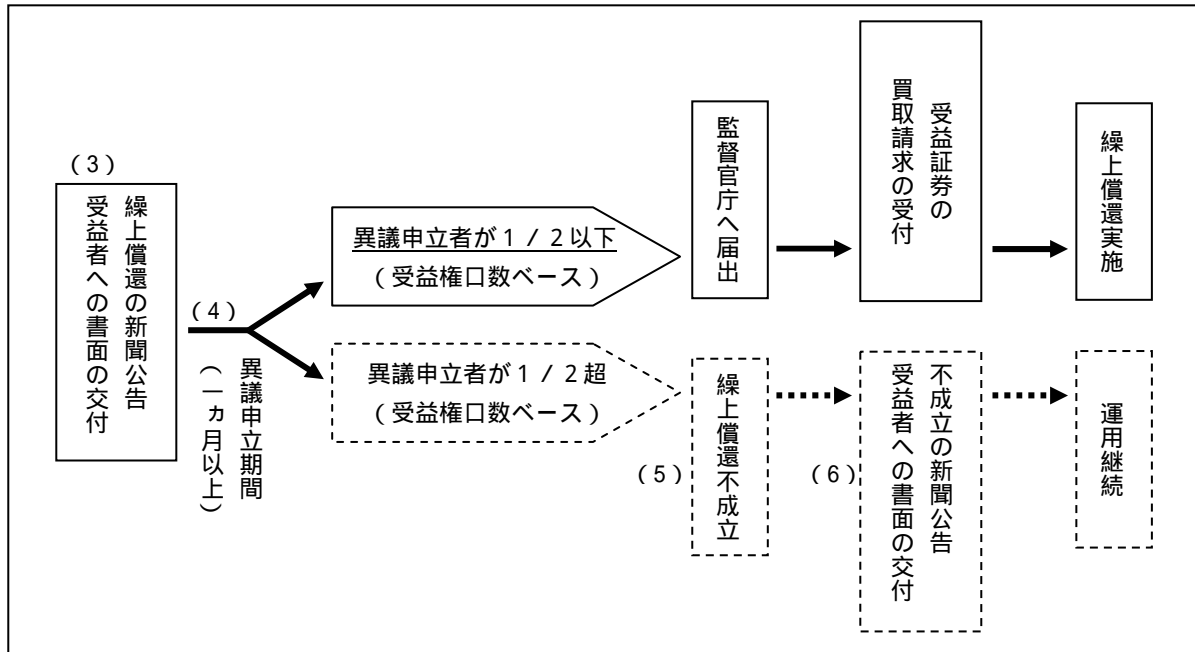 (3)
繰上償還の新聞公告
受益者への書面の交付
(4)
異議申立期間
(一ヵ月以上)
異議申立者が1/2以下
(受益権口数ベース)
監督官庁へ届出
受益証券の
買取請求の受付
繰上償還実施
異議申立者が1/2超
(受益権口数ベース)
(5)
繰上償還不成立
(6)
不成立の新聞公告
受益者への書面の交付
運用継続